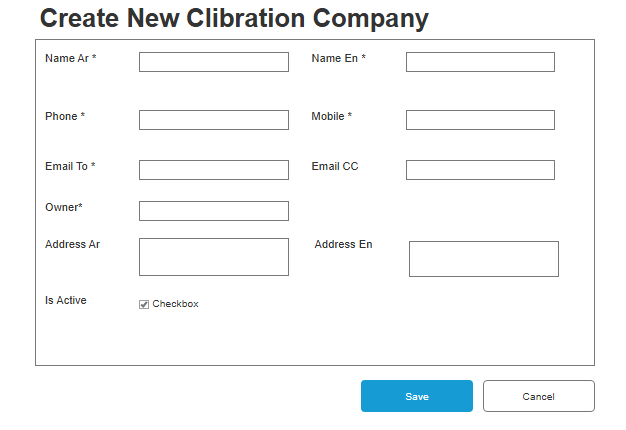 Create New Clibration Company
Name Ar *
Name En *
Phone *
Mobile *
Email To *
Email CC
Owner*
Address Ar
Address En
Is Active
Checkbox
Save
Cancel